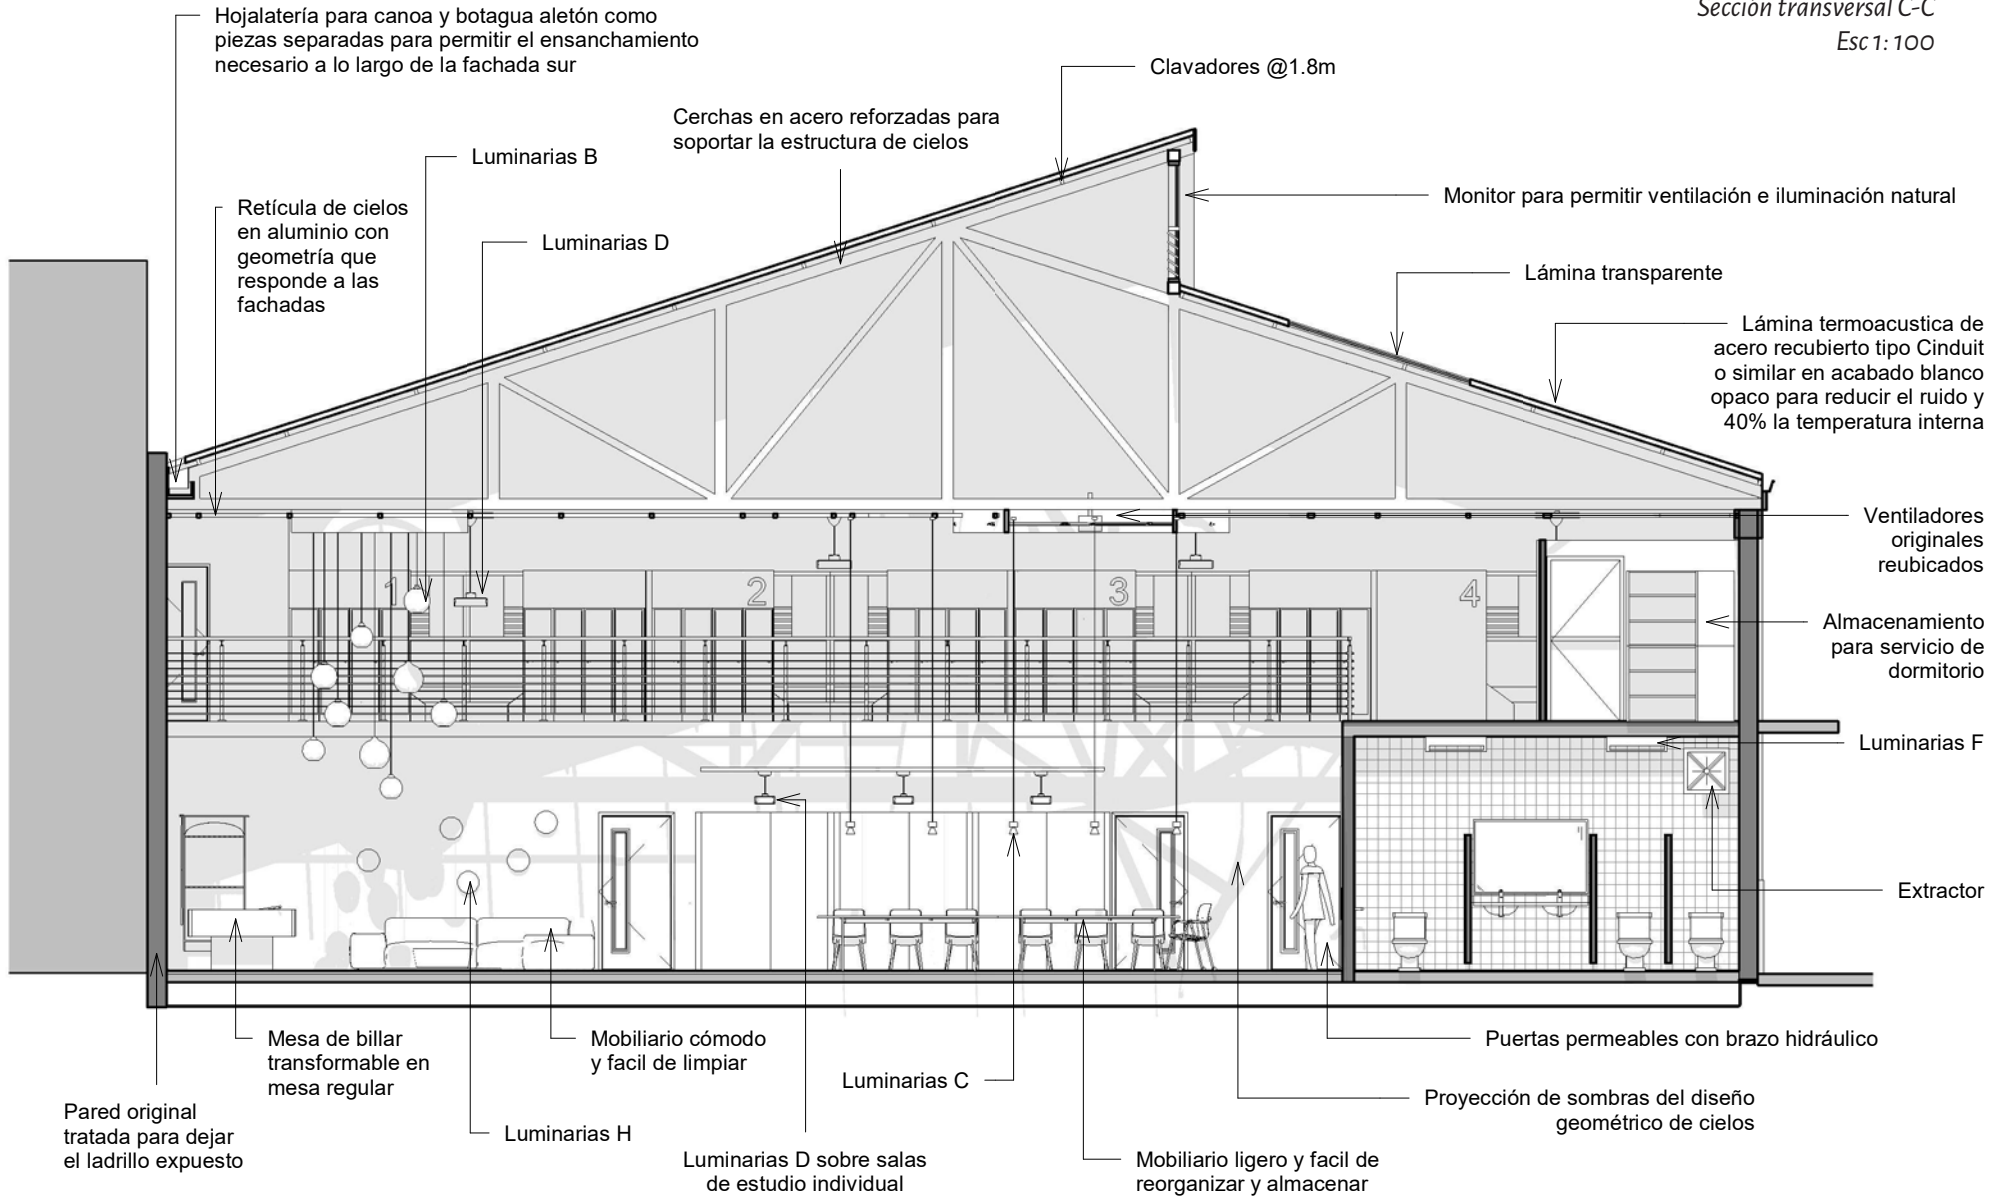 Sección transversal C-C
Esc 1: 100
Hojalatería para canoa y botagua aletón como
piezas separadas para permitir el ensanchamiento
necesario a lo largo de la fachada sur
Clavadores @1.8m
Cerchas en acero reforzadas para
soportar la estructura de cielos
Luminarias B
Monitor para permitir ventilación e iluminación natural
Retícula de cielos
en aluminio con
geometría que
responde a las
fachadas
Luminarias D
Lámina transparente
Lámina termoacustica de
acero recubierto tipo Cinduit
o similar en acabado blanco
opaco para reducir el ruido y
40% la temperatura interna
Ventiladores
originales
reubicados
1
2
3
4
Almacenamiento
para servicio de
dormitorio
Luminarias F
Extractor
Mesa de billar
transformable en
mesa regular
Mobiliario cómodo
y facil de limpiar
Puertas permeables con brazo hidráulico
Luminarias C
Pared original
tratada para dejar
el ladrillo expuesto
Proyección de sombras del diseño
geométrico de cielos
Luminarias H
Luminarias D sobre salas
de estudio individual
Mobiliario ligero y facil de
reorganizar y almacenar